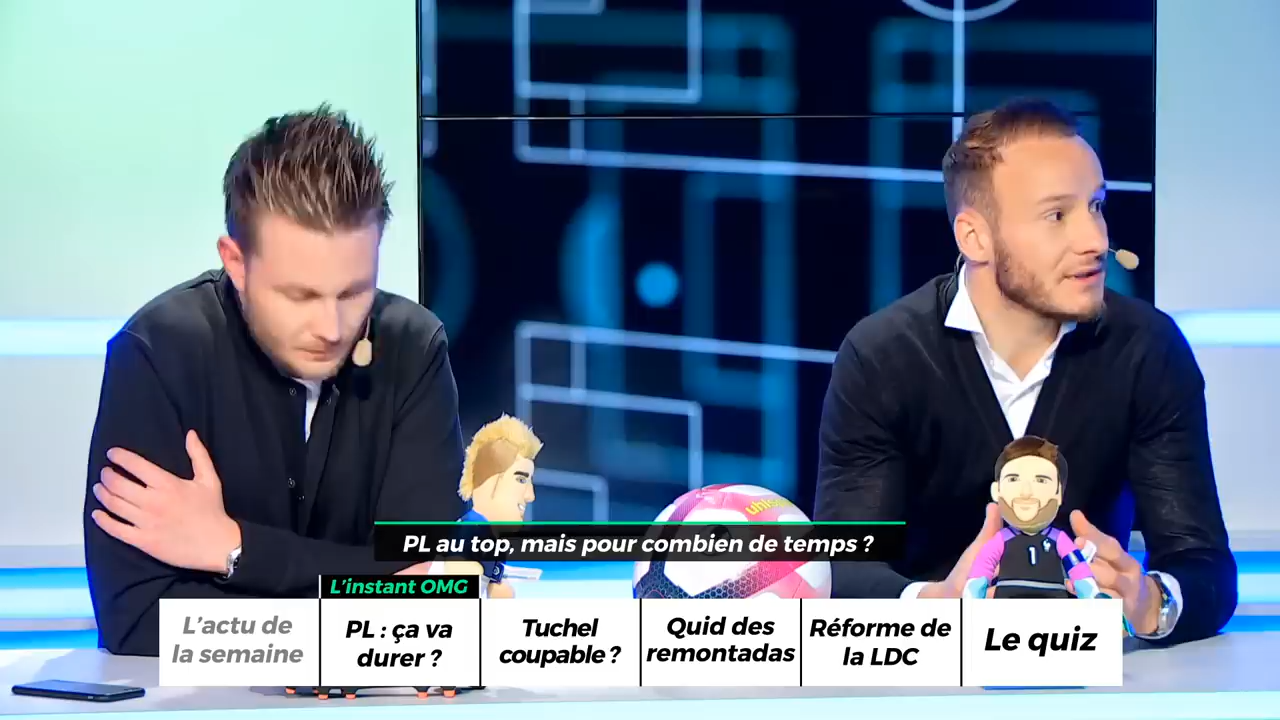 uhlsport
1
PL au top, mais pour combien de temps ?
L'instant OMG
L'actu de
la semaine
PL : ça va
durer ?
Tuchel
coupable ?
Quid des
remontadas
Réforme de
la LDC
Le quiz